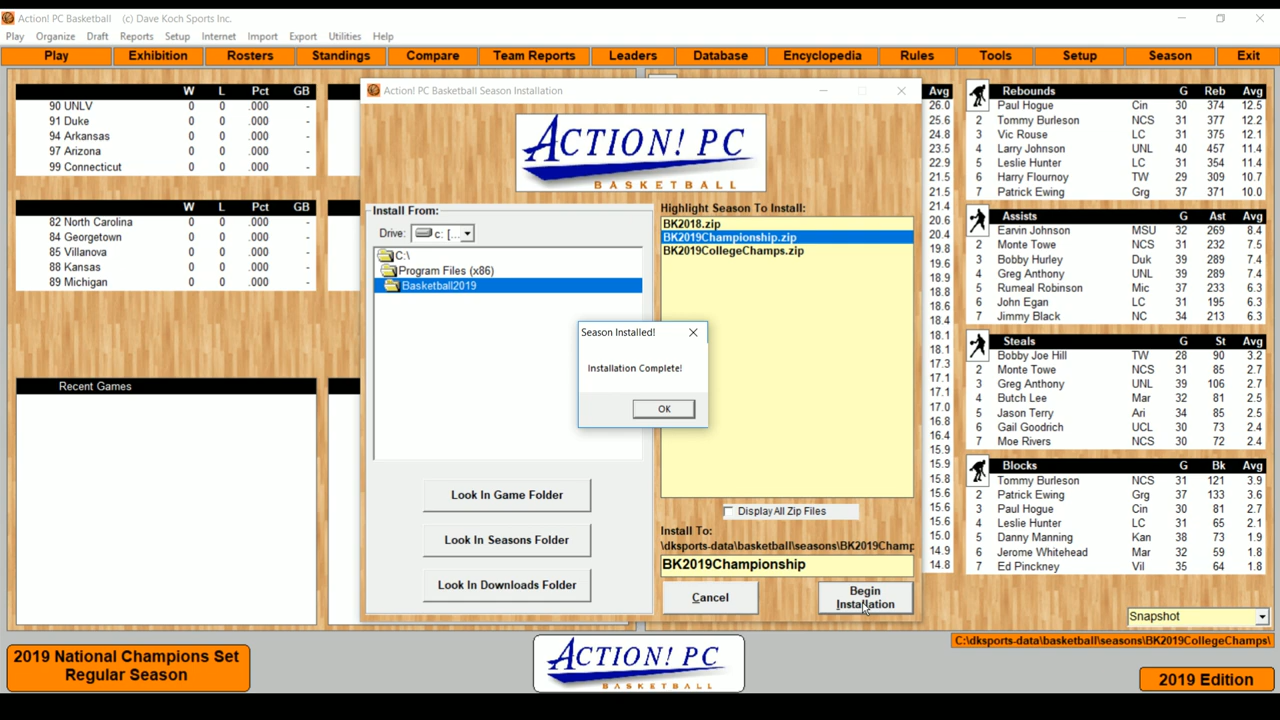 Action! PC Basketball (c) Dave Koch Sports Inc.
Play Organize Draft Reports Setup Internet Import Export Utilities Help
Play Exhibition Rosters Standings Compare Team Reports Leaders Database Encyclopedia Rules Tools Setup Season Exit
W L Pct GB
90 UNLV 0 0 .000 -
91 Duke 0 0 .000 -
94 Arkansas 0 0 .000 -
97 Arizona 0 0 .000 -
99 Connecticut 0 0 .000 -
W L Pct GB
82 North Carolina 0 0 .000 -
84 Georgetown 0 0 .000 -
85 Villanova 0 0 .000 -
88 Kansas 0 0 .000 -
89 Michigan 0 0 .000 -
Recent Games
Action! PC Basketball Season Installation
ACTION! PC
BASKETBALL
Install From:
Drive: c: [...
C:\
Program Files (x86)
Basketball2019
Look In Game Folder
Look In Seasons Folder
Look In Downloads Folder
Highlight Season To Install:
BK2018.zip
BK2019Championship.zip
BK2019CollegeChamps.zip
Season Installed!
Installation Complete!
OK
Display All Zip Files
Install To:
\dksports-data\basketball\seasons\BK2019Champ
BK2019Championship
Cancel
Begin
Installation
Avg
26.0
25.6
24.8
23.5
22.9
21.5
21.5
21.4
20.6
20.4
19.8
19.6
18.9
18.8
18.6
18.4
18.1
18.1
17.3
17.1
17.1
17.0
16.8
16.4
15.9
15.9
15.8
15.6
15.6
15.6
15.6
15.0
14.9
14.8
Rebounds G Reb Avg
Paul Hogue Cin 30 374 12.5
2 Tommy Burleson NCS 31 377 12.2
3 Vic Rouse LC 31 375 12.1
4 Larry Johnson UNL 40 457 11.4
5 Leslie Hunter LC 31 354 11.4
6 Harry Flournoy TW 29 309 10.7
7 Patrick Ewing Grg 37 371 10.0
Assists G Ast Avg
Earvin Johnson MSU 32 269 8.4
2 Monte Towe NCS 31 232 7.5
3 Bobby Hurley Duk 39 289 7.4
4 Greg Anthony UNL 39 289 7.4
5 Rumeal Robinson Mic 37 233 6.3
6 John Egan LC 31 195 6.3
7 Jimmy Black NC 34 213 6.3
Steals G St Avg
Bobby Joe Hill TW 28 90 3.2
2 Monte Towe NCS 31 85 2.7
3 Greg Anthony UNL 39 106 2.7
4 Butch Lee Mar 32 81 2.5
5 Jason Terry Ari 34 85 2.5
6 Gail Goodrich UCL 30 73 2.4
7 Moe Rivers NCS 30 72 2.4
Blocks G Bk Avg
Tommy Burleson NCS 31 121 3.9
2 Patrick Ewing Grg 37 133 3.6
3 Paul Hogue Cin 30 81 2.7
4 Leslie Hunter LC 31 65 2.1
5 Danny Manning Kan 38 73 1.9
6 Jerome Whitehead Mar 32 59 1.8
7 Ed Pinckney Vil 35 64 1.8
Snapshot
C:\dksports-data\basketball\seasons\BK2019CollegeChamps\
2019 National Champions Set
Regular Season
ACTION! PC
BASKETBALL
2019 Edition